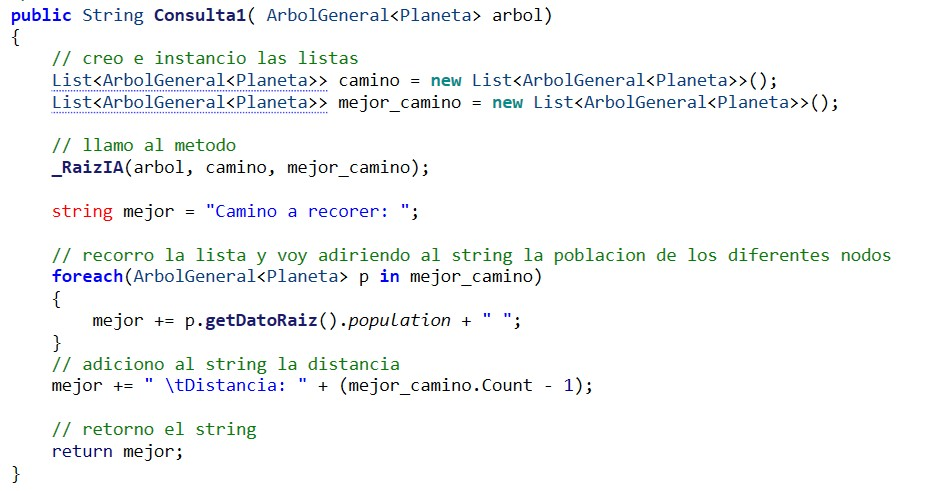 public String Consulta1( ArbolGeneral<Planeta> arbol)
{
// creo e instancio las listas
List<ArbolGeneral<Planeta>> camino = new List<ArbolGeneral<Planeta>>();
List<ArbolGeneral<Planeta>> mejor_camino = new List<ArbolGeneral<Planeta>>();
// llamo al metodo
_RaizIA(arbol, camino, mejor_camino);
string mejor = "Camino a recorer: ";
// recorro la lista y voy adiriendo al string la poblacion de los diferentes nodos
foreach(ArbolGeneral<Planeta> p in mejor_camino)
{
mejor += p.getDatoRaiz().population + " ";
}
// adiciono al string la distancia
mejor += " \tDistancia: " + (mejor_camino.Count - 1);
// retorno el string
return mejor;
}